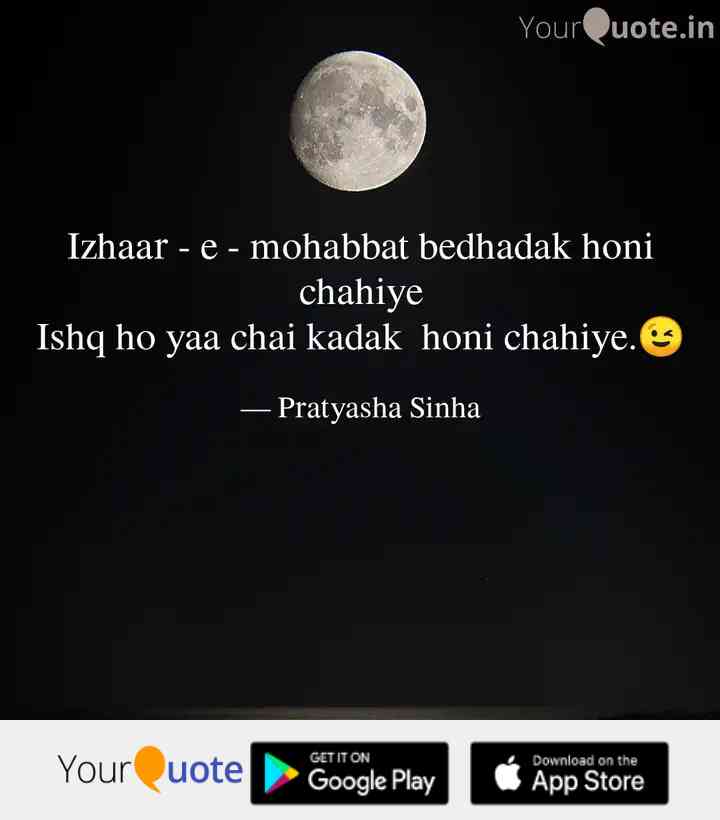 YourQuote.in
Izhaar - e - mohabbat bedhadak honi
chahiye
Ishq ho yaa chai kadak  honi chahiye.😉
— Pratyasha Sinha
YourQuote
GET IT ON
Google Play
Download on the
App Store